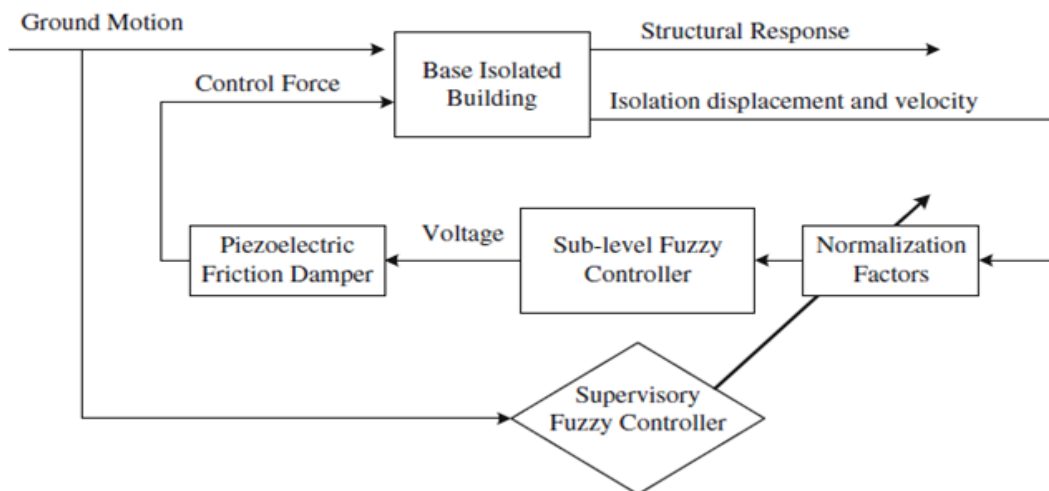 Ground Motion
Structural Response
Base Isolated
Building
Control Force
Isolation displacement and velocity
Piezoelectric
Friction Damper
Voltage
Sub-level Fuzzy
Controller
Normalization
Factors
Supervisory
Fuzzy Controller